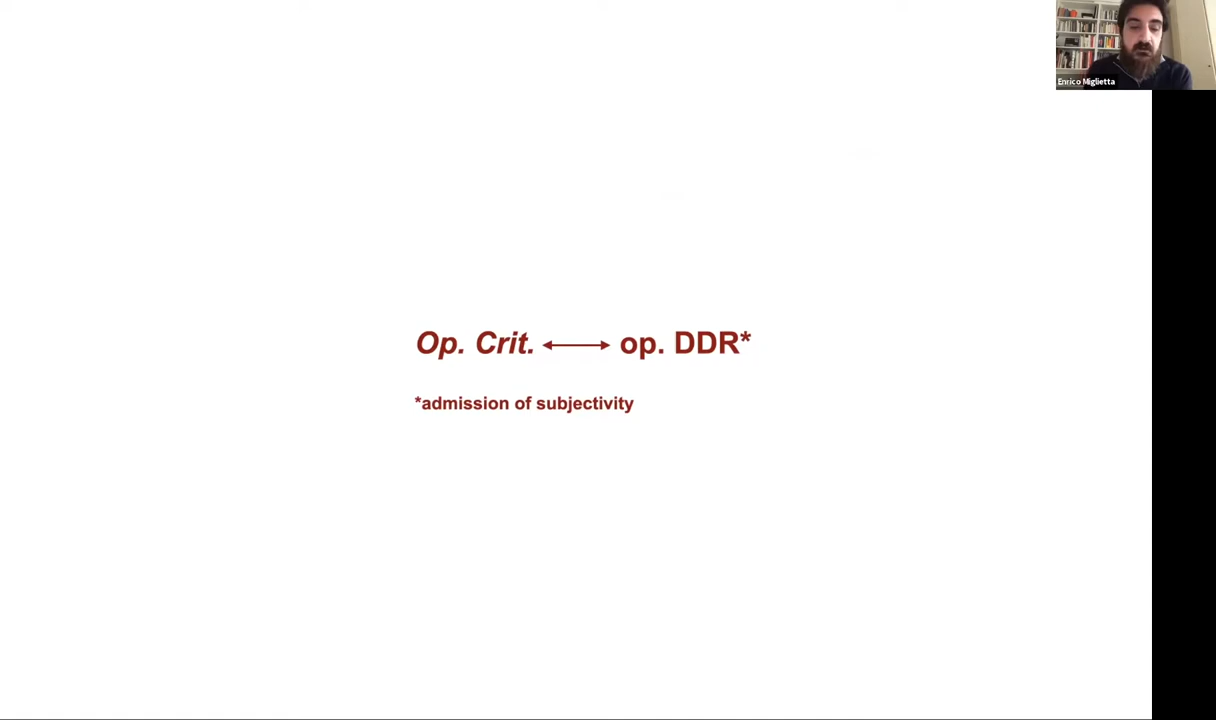 Enrico Miglietta
Op. Crit. ⟷ op. DDR*
*admission of subjectivity